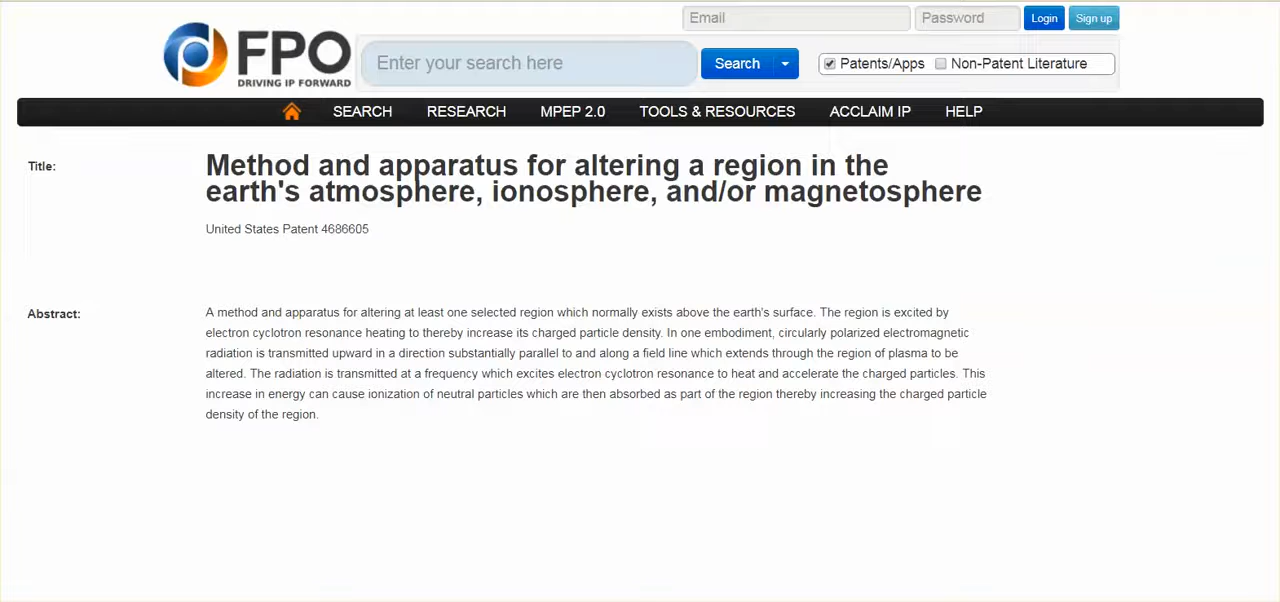 Email Password Login Sign up
FPO
DRIVING IP FORWARD
Enter your search here Search Patents/Apps Non-Patent Literature
SEARCH RESEARCH MPEP 2.0 TOOLS & RESOURCES ACCLAIM IP HELP
Title:
Method and apparatus for altering a region in the
earth's atmosphere, ionosphere, and/or magnetosphere
United States Patent 4686605
Abstract:
A method and apparatus for altering at least one selected region which normally exists above the earth's surface. The region is excited by
electron cyclotron resonance heating to thereby increase its charged particle density. In one embodiment, circularly polarized electromagnetic
radiation is transmitted upward in a direction substantially parallel to and along a field line which extends through the region of plasma to be
altered. The radiation is transmitted at a frequency which excites electron cyclotron resonance to heat and accelerate the charged particles. This
increase in energy can cause ionization of neutral particles which are then absorbed as part of the region thereby increasing the charged particle
density of the region.